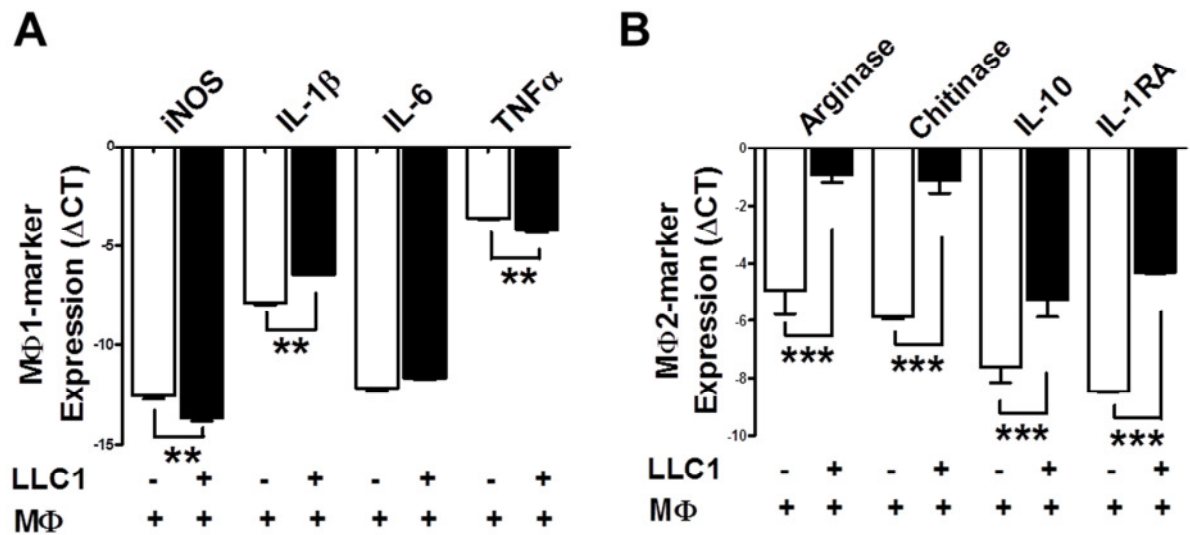 A
iNOS IL-1β IL-6 TNFα
MΦ1-marker
Expression (ΔCT)
0
-5
-10
-15
** ** **
LLC1 - + - + - + - +
MΦ + + + + + + + +
B
Arginase Chitinase IL-10 IL-1RA
MΦ2-marker
Expression (ΔCT)
0
-2
-4
-6
-8
-10
*** *** *** ***
LLC1 - + - + - + - +
MΦ + + + + + + + +